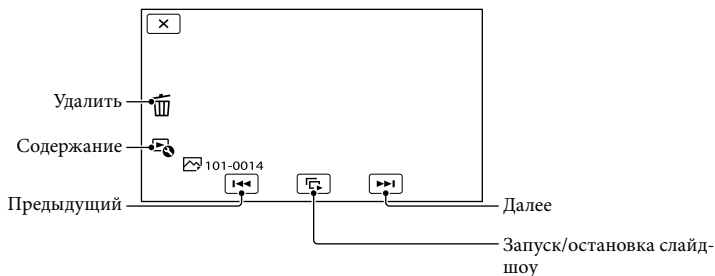 Удалить
Содержание
101-0014
Предыдущий
Далее
Запуск/остановка слайд-
шоу